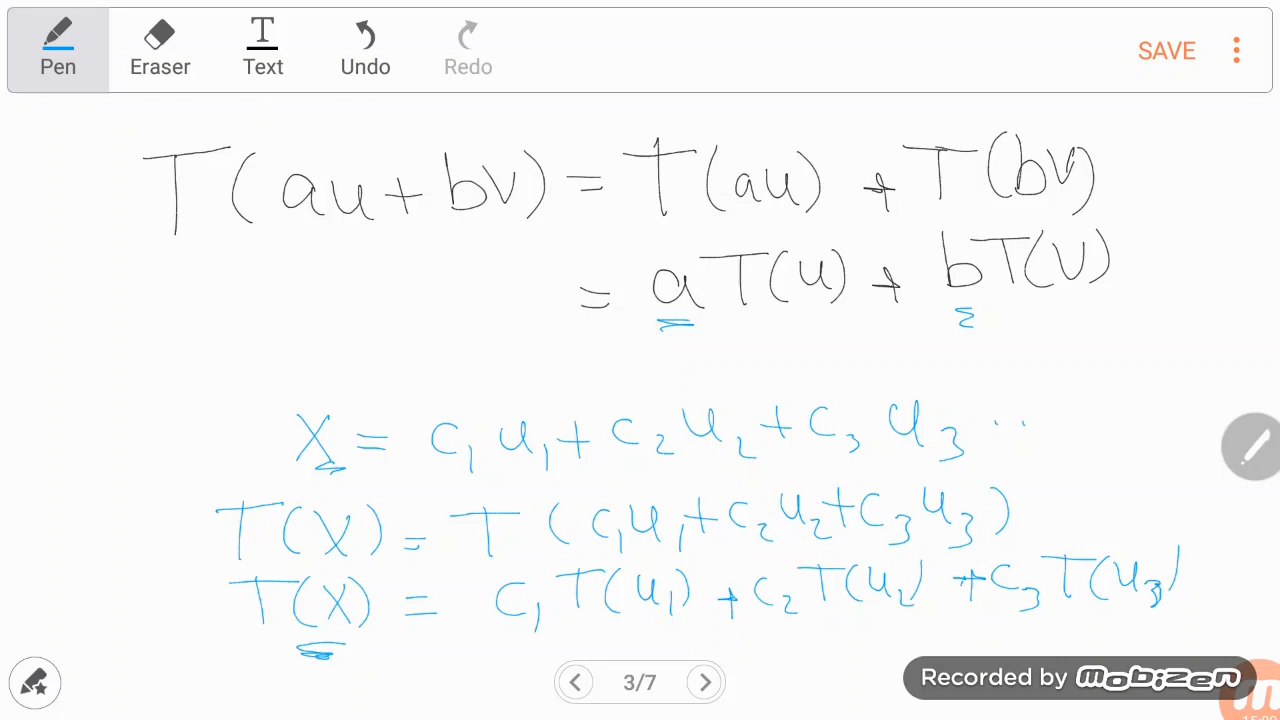 Pen Eraser Text Undo Redo SAVE
T(au+bv) = T(au) + T(bv)
= aT(u) + bT(v)
X = c₁u₁ + c₂u₂ + c₃u₃ ...
T(X) = T(c₁u₁+c₂u₂+c₃u₃)
T(X) = c₁T(u₁) + c₂T(u₂) + c₃T(u₃)
3/7
Recorded by MOBIZEN